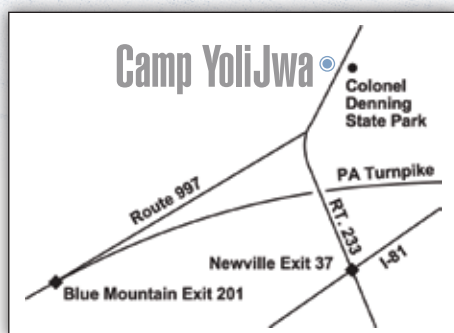 Camp YoliJwa
Colonel
Denning
State Park
PA Turnpike
Route 997
RT. 233
Newville Exit 37
I-81
Blue Mountain Exit 201